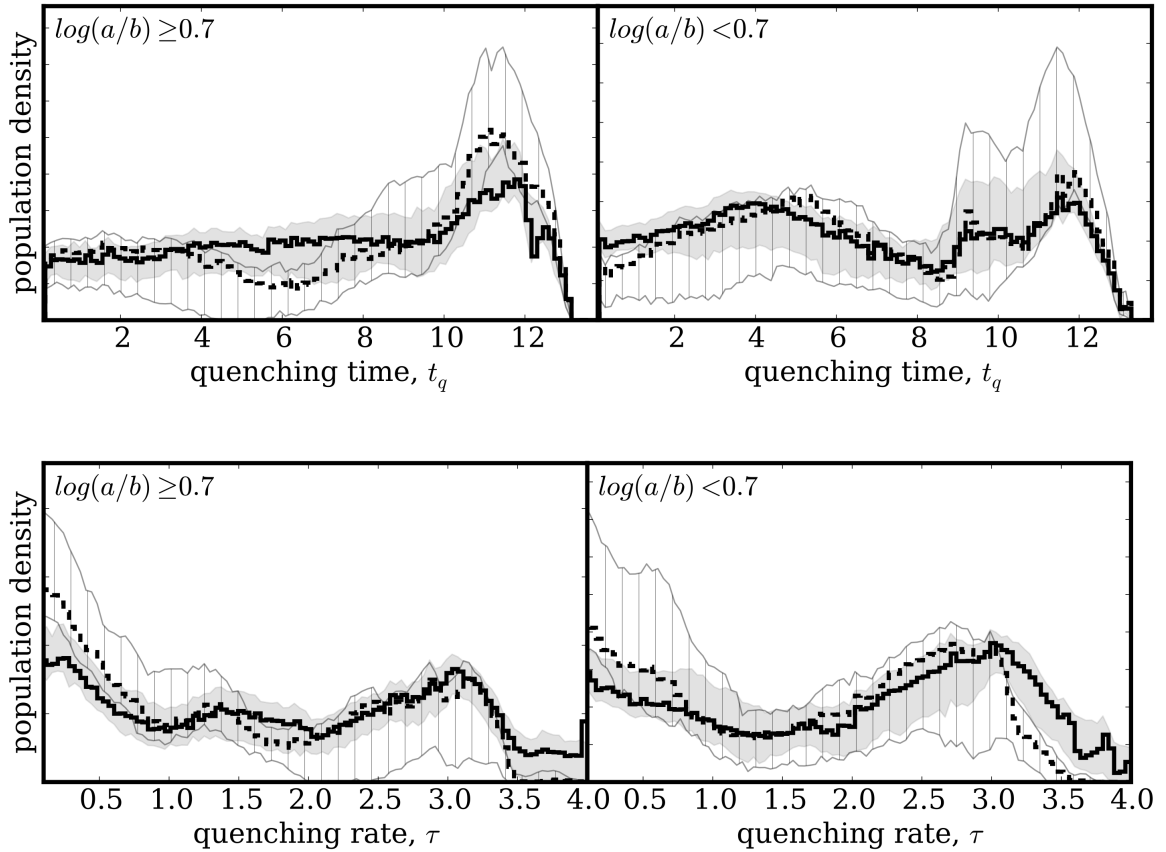 log(a/b) ≥0.7
log(a/b) <0.7
population density
2 4 6 8 10 12
2 4 6 8 10 12
quenching time, t_q
quenching time, t_q
log(a/b) ≥0.7
log(a/b) <0.7
population density
0.5 1.0 1.5 2.0 2.5 3.0 3.5 4.0
0.0 0.5 1.0 1.5 2.0 2.5 3.0 3.5 4.0
quenching rate, τ
quenching rate, τ